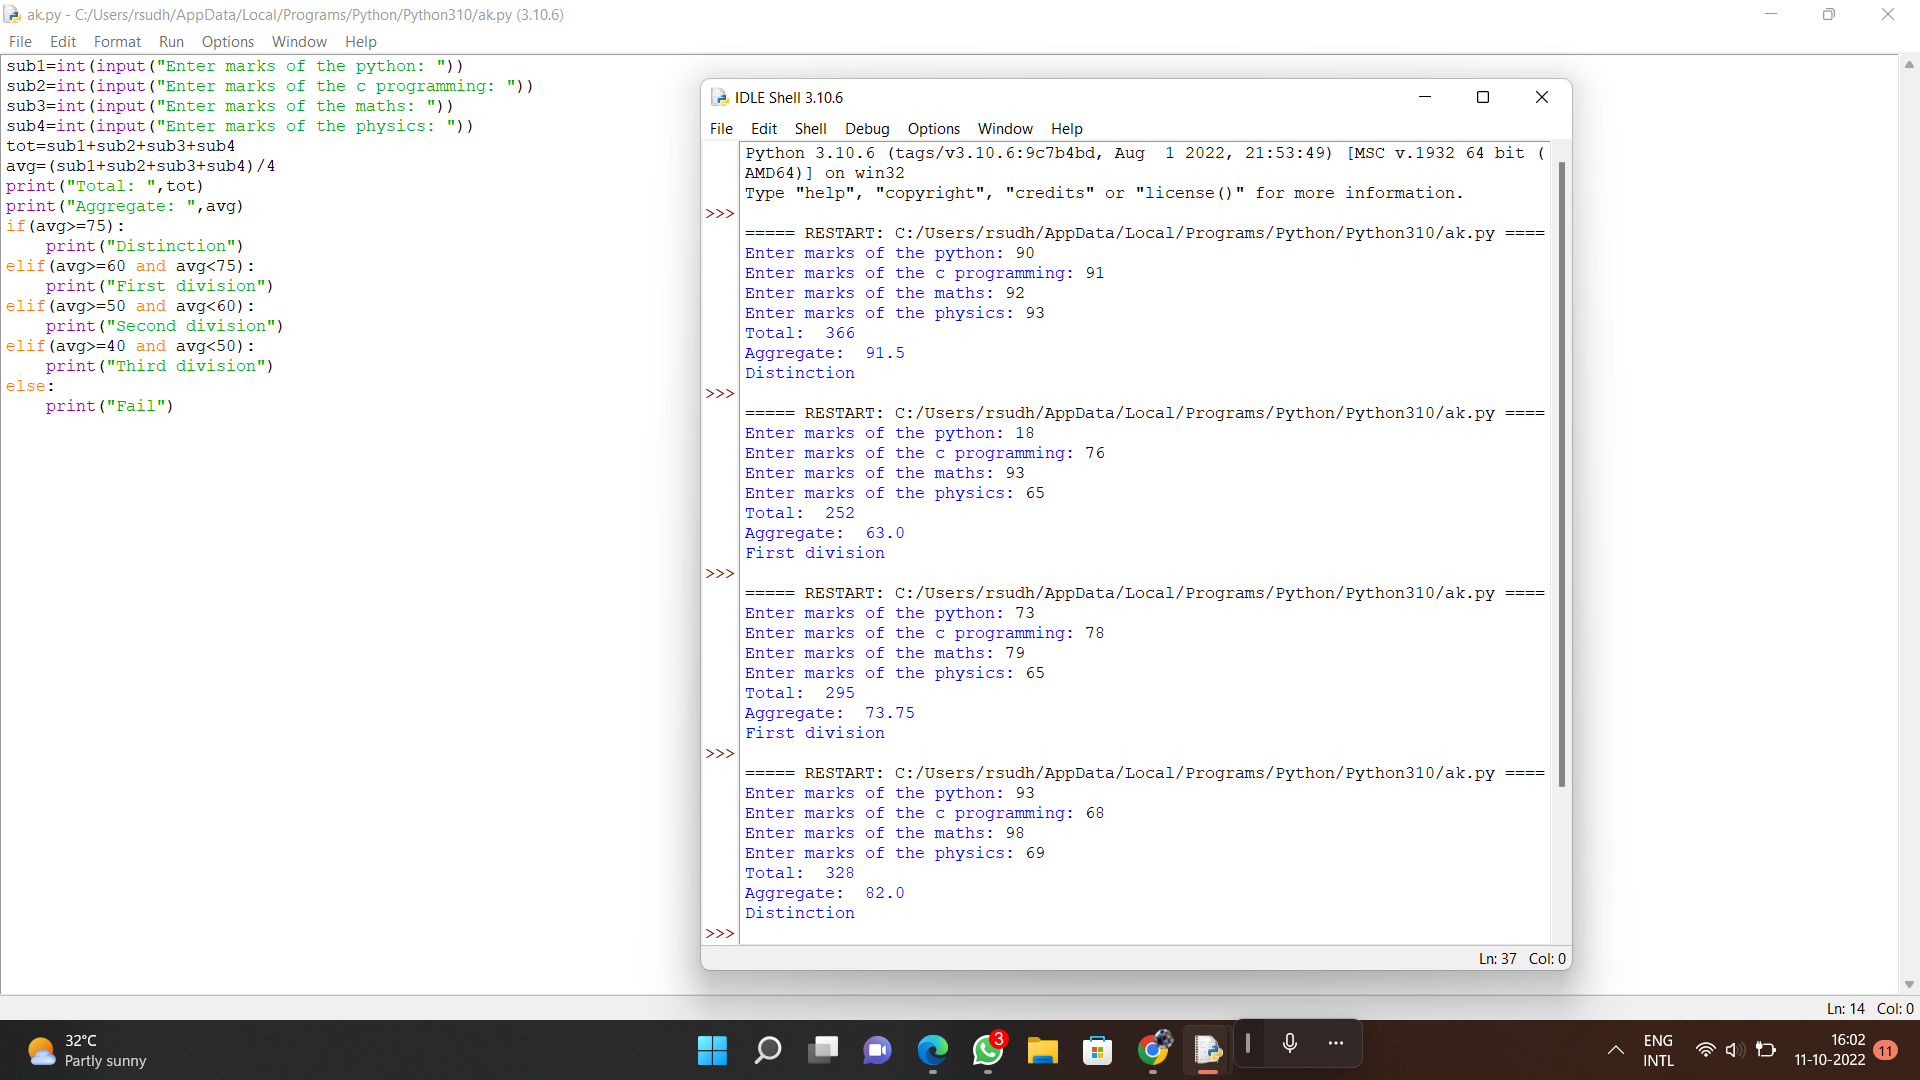 ak.py - C:/Users/rsudh/AppData/Local/Programs/Python/Python310/ak.py (3.10.6)
File Edit Format Run Options Window Help
sub1=int(input("Enter marks of the python: "))
sub2=int(input("Enter marks of the c programming: "))
sub3=int(input("Enter marks of the maths: "))
sub4=int(input("Enter marks of the physics: "))
tot=sub1+sub2+sub3+sub4
avg=(sub1+sub2+sub3+sub4)/4
print("Total: ",tot)
print("Aggregate: ",avg)
if(avg>=75):
    print("Distinction")
elif(avg>=60 and avg<75):
    print("First division")
elif(avg>=50 and avg<60):
    print("Second division")
elif(avg>=40 and avg<50):
    print("Third division")
else:
    print("Fail")
IDLE Shell 3.10.6
File Edit Shell Debug Options Window Help
Python 3.10.6 (tags/v3.10.6:9c7b4bd, Aug  1 2022, 21:53:49) [MSC v.1932 64 bit (
AMD64)] on win32
Type "help", "copyright", "credits" or "license()" for more information.
>>>
===== RESTART: C:/Users/rsudh/AppData/Local/Programs/Python/Python310/ak.py ====
Enter marks of the python: 90
Enter marks of the c programming: 91
Enter marks of the maths: 92
Enter marks of the physics: 93
Total:  366
Aggregate:  91.5
Distinction
>>>
===== RESTART: C:/Users/rsudh/AppData/Local/Programs/Python/Python310/ak.py ====
Enter marks of the python: 18
Enter marks of the c programming: 76
Enter marks of the maths: 93
Enter marks of the physics: 65
Total:  252
Aggregate:  63.0
First division
>>>
===== RESTART: C:/Users/rsudh/AppData/Local/Programs/Python/Python310/ak.py ====
Enter marks of the python: 73
Enter marks of the c programming: 78
Enter marks of the maths: 79
Enter marks of the physics: 65
Total:  295
Aggregate:  73.75
First division
>>>
===== RESTART: C:/Users/rsudh/AppData/Local/Programs/Python/Python310/ak.py ====
Enter marks of the python: 93
Enter marks of the c programming: 68
Enter marks of the maths: 98
Enter marks of the physics: 69
Total:  328
Aggregate:  82.0
Distinction
>>>
Ln: 37 Col: 0
Ln: 14 Col: 0
32°C
Partly sunny
3
ENG
INTL
16:02
11-10-2022
11